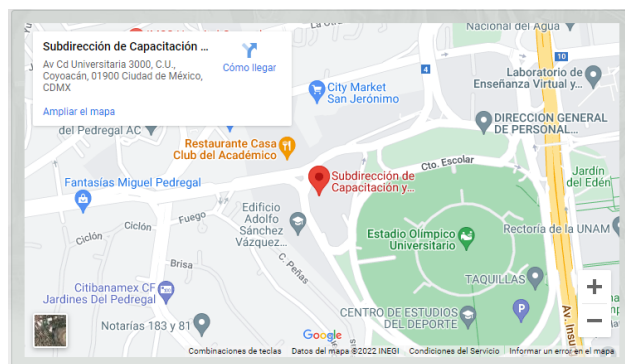 Subdirección de Capacitación ...
Av Cd Universitaria 3000, C.U.,
Coyoacán, 01900 Ciudad de México,
CDMX
Cómo llegar
Ampliar el mapa
La
Nacional del Agua
10
4
Laboratorio de
Enseñanza Virtual y...
City Market
San Jerónimo
DIRECCION GENERAL
DE PERSONAL...
del Pedregal AC
Restaurante Casa
Club del Académico
Cto. Escolar
Subdirección de
Capacitación y...
Jardín
del Edén
Fantasías Miguel Pedregal
Edificio
Adolfo
Sánchez
Vázquez...
Fuego
Ciclón
Ciclón
Estadio Olímpico
Universitario
Rectoría de la UNAM
Brisa
C. Peñas
TAQUILLAS
Citibanamex CF
Jardines Del Pedregal
CENTRO DE ESTUDIOS
DEL DEPORTE
P
Av. Insu
Notarías 183 y 81
+
−
Google
Combinaciones de teclas
Datos del mapa ©2022 INEGI
Condiciones del Servicio
Informar un error en el mapa